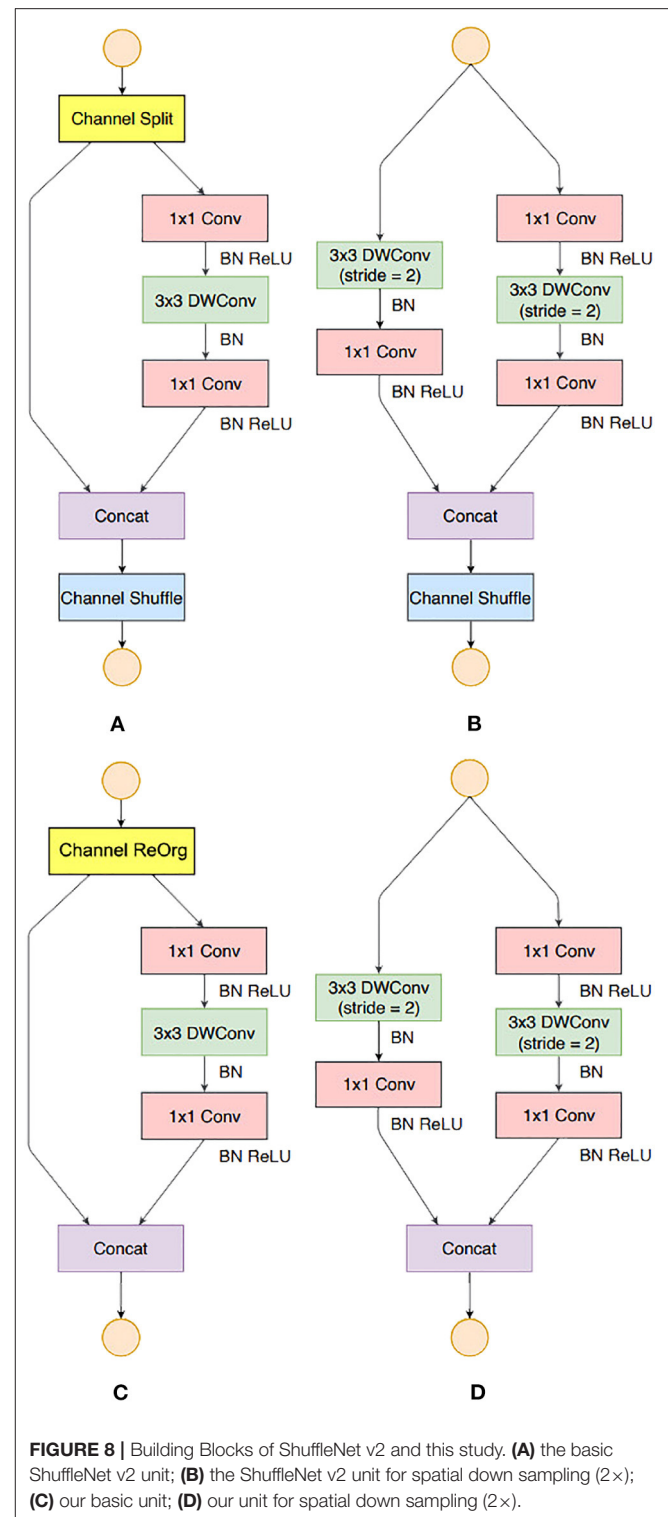 Channel Split
1x1 Conv
BN ReLU
3x3 DWConv
BN
1x1 Conv
BN ReLU
Concat
Channel Shuffle
A
3x3 DWConv
(stride = 2)
BN
1x1 Conv
BN ReLU
1x1 Conv
BN ReLU
3x3 DWConv
(stride = 2)
BN
1x1 Conv
BN ReLU
Concat
Channel Shuffle
B
Channel ReOrg
1x1 Conv
BN ReLU
3x3 DWConv
BN
1x1 Conv
BN ReLU
Concat
C
3x3 DWConv
(stride = 2)
BN
1x1 Conv
BN ReLU
1x1 Conv
BN ReLU
3x3 DWConv
(stride = 2)
BN
1x1 Conv
BN ReLU
Concat
D
FIGURE 8 | Building Blocks of ShuffleNet v2 and this study. (A) the basic
ShuffleNet v2 unit; (B) the ShuffleNet v2 unit for spatial down sampling (2×);
(C) our basic unit; (D) our unit for spatial down sampling (2×).